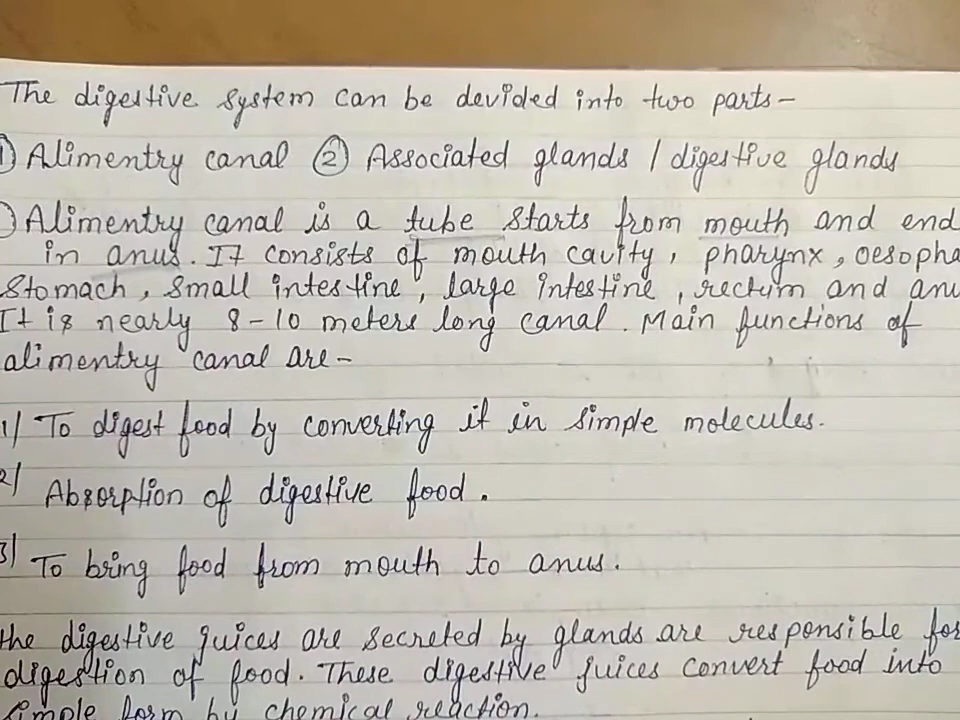 The digestive system can be devided into two parts-
1) Alimentry canal (2) Associated glands / digestive glands
) Alimentry canal is a tube starts from mouth and end
in anus. It consists of mouth cavity, pharynx, oesopha
Stomach, small intestine, large intestine, rectum and anu
It is nearly 8-10 meters long canal. Main functions of
alimentry canal are-
1) To digest food by converting it in simple molecules.
2) Absorption of digestive food.
3) To bring food from mouth to anus.
the digestive juices are secreted by glands are responsible for
digestion of food. These digestive juices convert food into
simple form by chemical reaction.